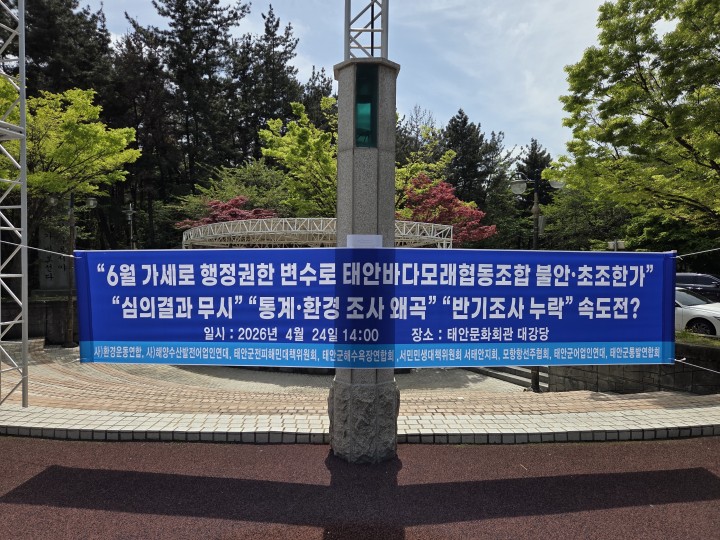 “6월 가세로 행정권한 변수로 태안바다모래협동조합 불안·초조한가”
“심의결과 무시” “통계·환경 조사 왜곡” “반기조사 누락” 속도전?
일시 : 2026년 4월 24일 14:00 장소 : 태안문화회관 대강당
사)환경운동연합, 사)해양수산발전어업인연대, 태안군전피해민대책위원회, 태안군해수욕장연합회, 서민민생대책위원회 서태안지회, 모항항선주협회, 태안군어업인연대, 태안군통발연합회